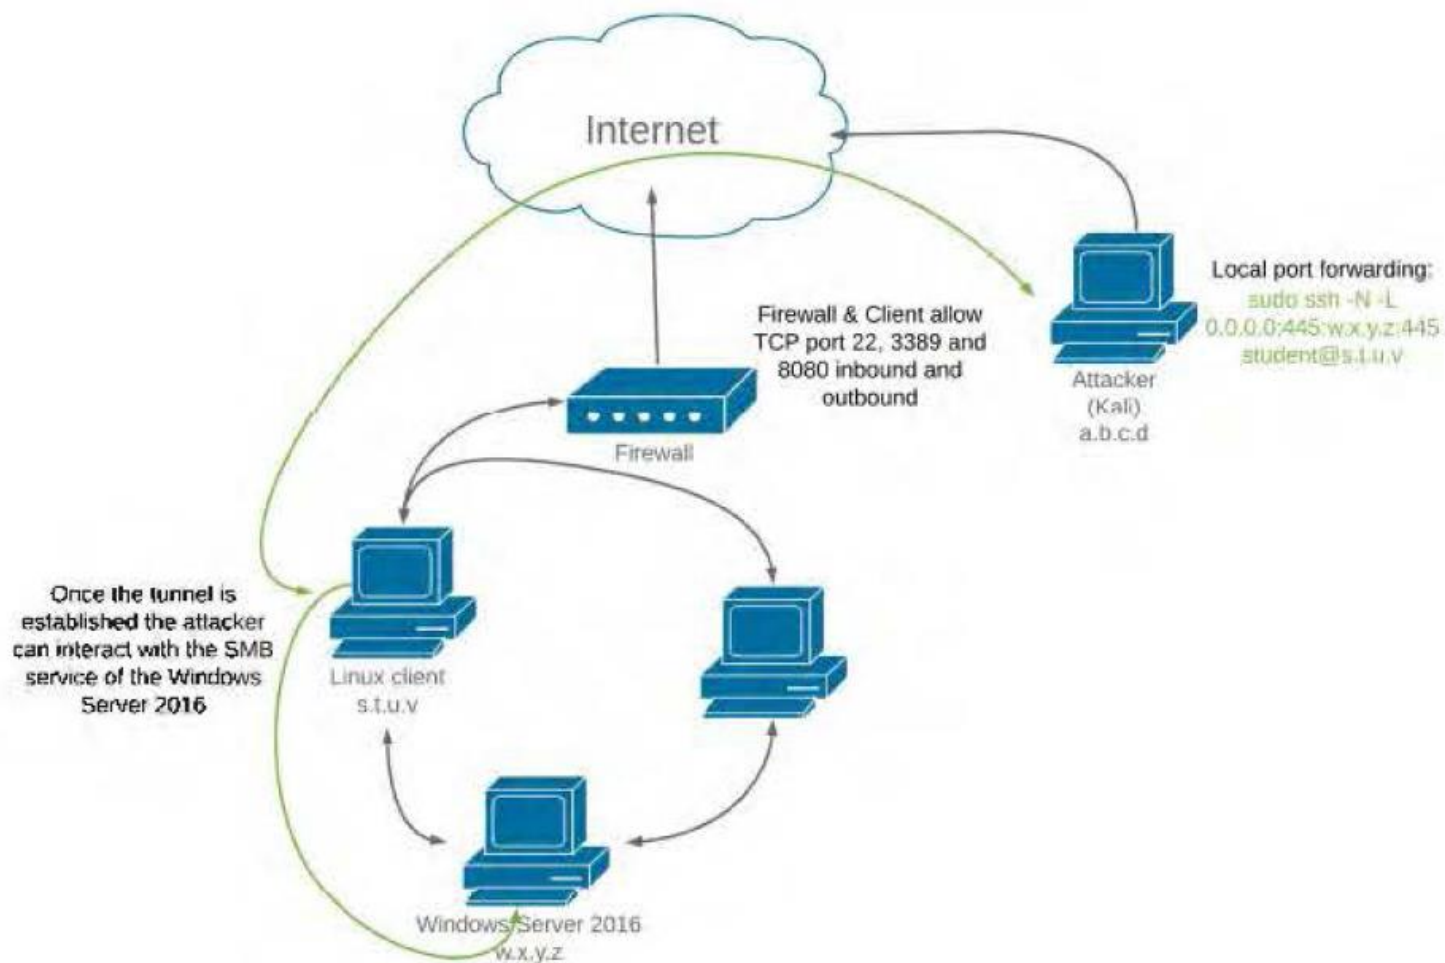 Internet
Local port forwarding:
sudo ssh -N -L
0.0.0.0:445:w.x.y.z:445
student@s.t.u.v
Firewall & Client allow
TCP port 22, 3389 and
8080 inbound and
outbound
Attacker
(Kali)
a.b.c.d
Firewall
Once the tunnel is
established the attacker
can interact with the SMB
service of the Windows
Server 2016
Linux client
s.t.u.v
Windows Server 2016
w.x.y.z